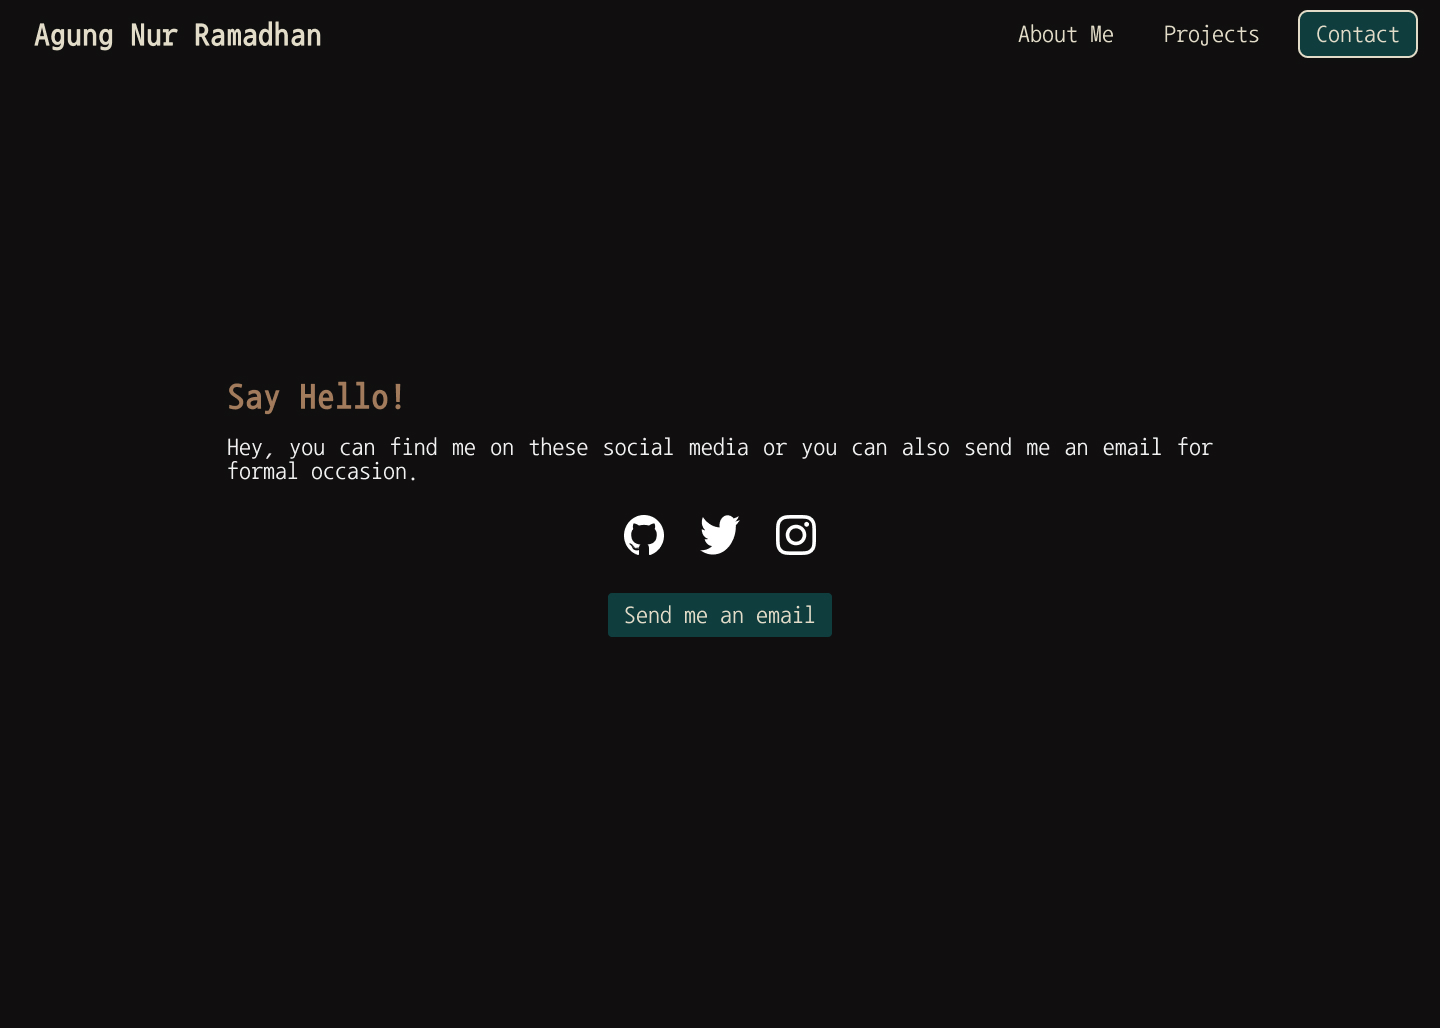 Agung Nur Ramadhan
About Me
Projects
Contact
Say Hello!
Hey, you can find me on these social media or you can also send me an email for
formal occasion.
Send me an email